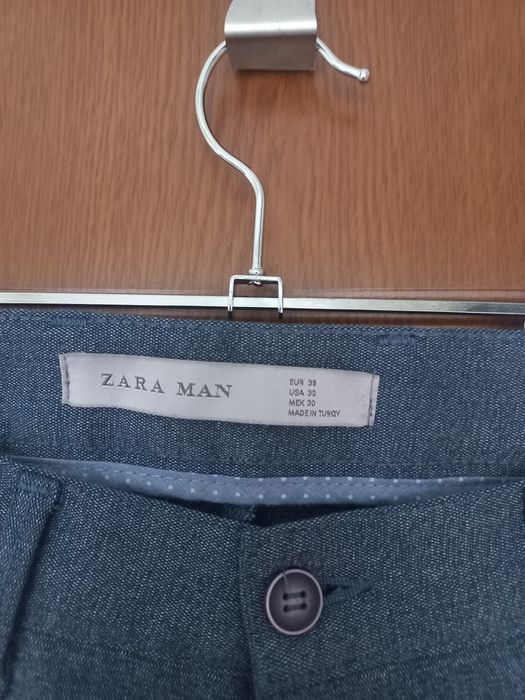 ZARA MAN
EUR 38
USA 30
MEX 30
MADE IN TURKEY